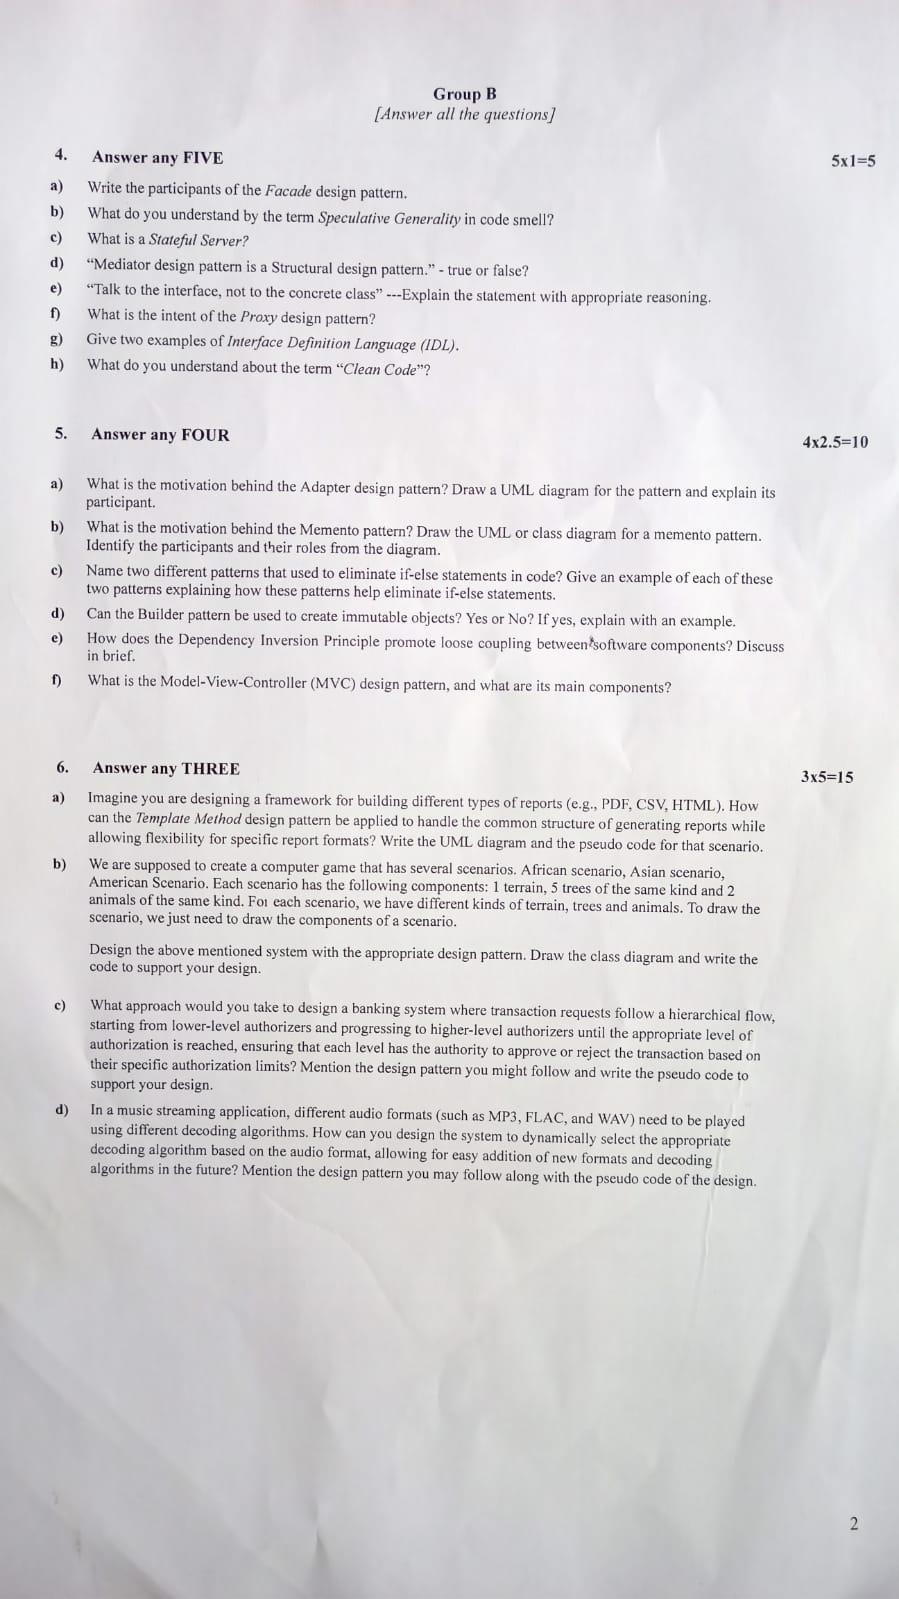 Group B
[Answer all the questions]
4. Answer any FIVE 5x1=5
a) Write the participants of the Facade design pattern.
b) What do you understand by the term Speculative Generality in code smell?
c) What is a Stateful Server?
d) “Mediator design pattern is a Structural design pattern.” - true or false?
e) “Talk to the interface, not to the concrete class” ---Explain the statement with appropriate reasoning.
f) What is the intent of the Proxy design pattern?
g) Give two examples of Interface Definition Language (IDL).
h) What do you understand about the term “Clean Code”?
5. Answer any FOUR 4x2.5=10
a) What is the motivation behind the Adapter design pattern? Draw a UML diagram for the pattern and explain its
participant.
b) What is the motivation behind the Memento pattern? Draw the UML or class diagram for a memento pattern.
Identify the participants and their roles from the diagram.
c) Name two different patterns that used to eliminate if-else statements in code? Give an example of each of these
two patterns explaining how these patterns help eliminate if-else statements.
d) Can the Builder pattern be used to create immutable objects? Yes or No? If yes, explain with an example.
e) How does the Dependency Inversion Principle promote loose coupling between software components? Discuss
in brief.
f) What is the Model-View-Controller (MVC) design pattern, and what are its main components?
6. Answer any THREE 3x5=15
a) Imagine you are designing a framework for building different types of reports (e.g., PDF, CSV, HTML). How
can the Template Method design pattern be applied to handle the common structure of generating reports while
allowing flexibility for specific report formats? Write the UML diagram and the pseudo code for that scenario.
b) We are supposed to create a computer game that has several scenarios. African scenario, Asian scenario,
American Scenario. Each scenario has the following components: 1 terrain, 5 trees of the same kind and 2
animals of the same kind. For each scenario, we have different kinds of terrain, trees and animals. To draw the
scenario, we just need to draw the components of a scenario.
Design the above mentioned system with the appropriate design pattern. Draw the class diagram and write the
code to support your design.
c) What approach would you take to design a banking system where transaction requests follow a hierarchical flow,
starting from lower-level authorizers and progressing to higher-level authorizers until the appropriate level of
authorization is reached, ensuring that each level has the authority to approve or reject the transaction based on
their specific authorization limits? Mention the design pattern you might follow and write the pseudo code to
support your design.
d) In a music streaming application, different audio formats (such as MP3, FLAC, and WAV) need to be played
using different decoding algorithms. How can you design the system to dynamically select the appropriate
decoding algorithm based on the audio format, allowing for easy addition of new formats and decoding
algorithms in the future? Mention the design pattern you may follow along with the pseudo code of the design.
2